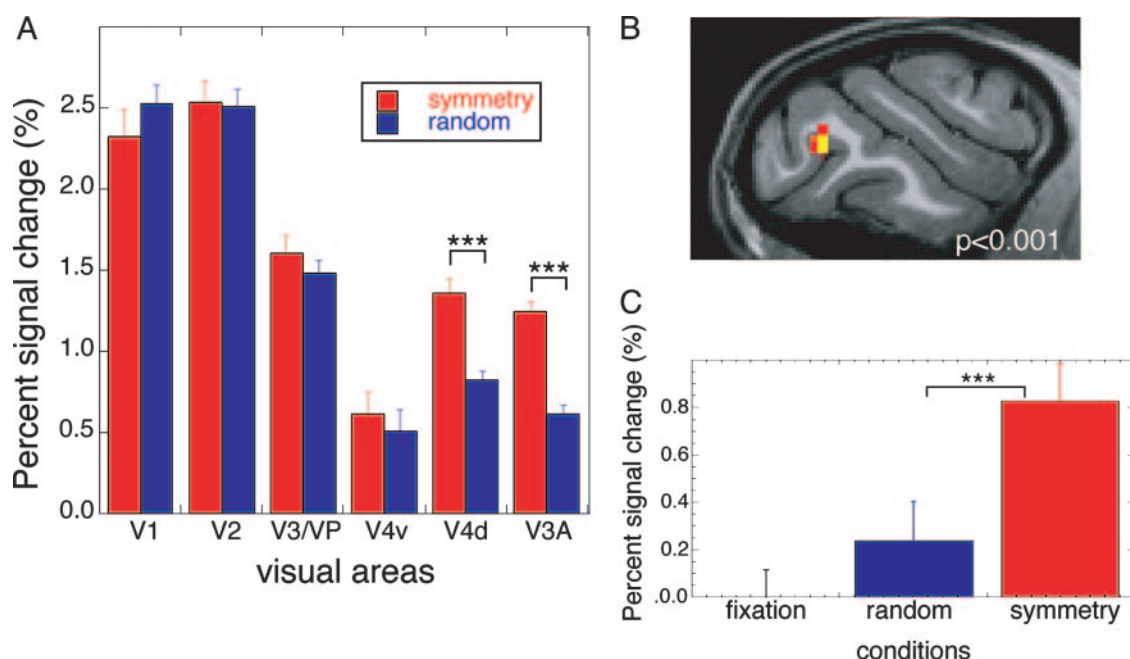 A
Percent signal change (%)
2.5
2.0
1.5
1.0
0.5
0.0
symmetry
random
***
***
V1 V2 V3/VP V4v V4d V3A
visual areas
B
p<0.001
C
Percent signal change (%)
0.8
0.6
0.4
0.2
.0.0
***
fixation random symmetry
conditions